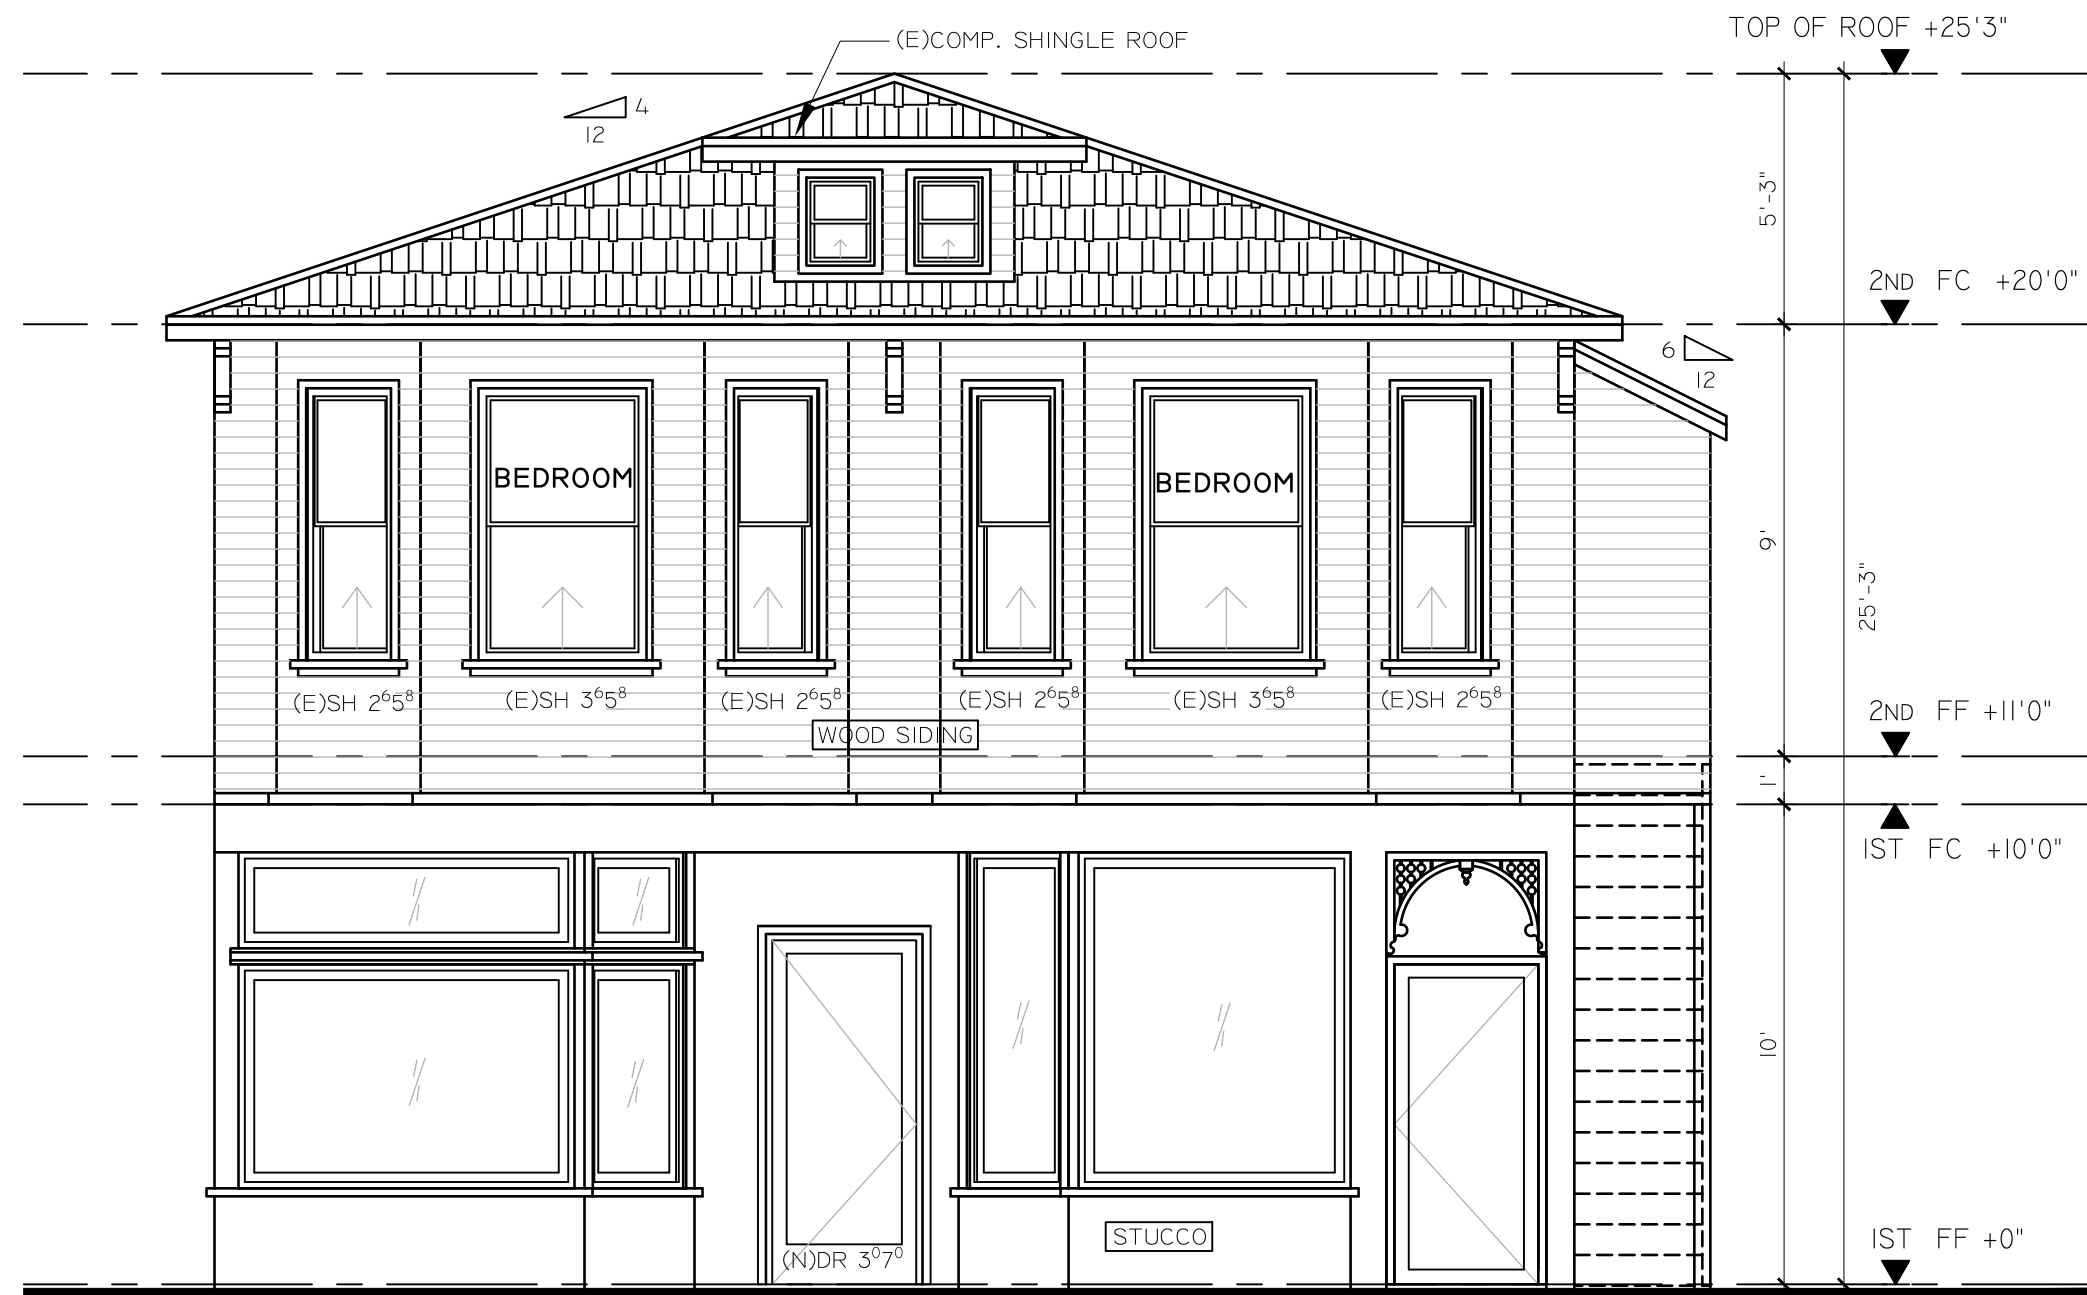 TOP OF ROOF +25'3"
(E)COMP. SHINGLE ROOF
4
12
5'-3"
2ND FC +20'0"
6
12
BEDROOM
BEDROOM
9'
25'-3"
(E)SH 2⁶5⁸
(E)SH 3⁶5⁸
(E)SH 2⁶5⁸
(E)SH 2⁶5⁸
(E)SH 3⁶5⁸
(E)SH 2⁶5⁸
2ND FF +11'0"
WOOD SIDING
1'
1ST FC +10'0"
10'
STUCCO
1ST FF +0"
(N)DR 3⁰7⁰